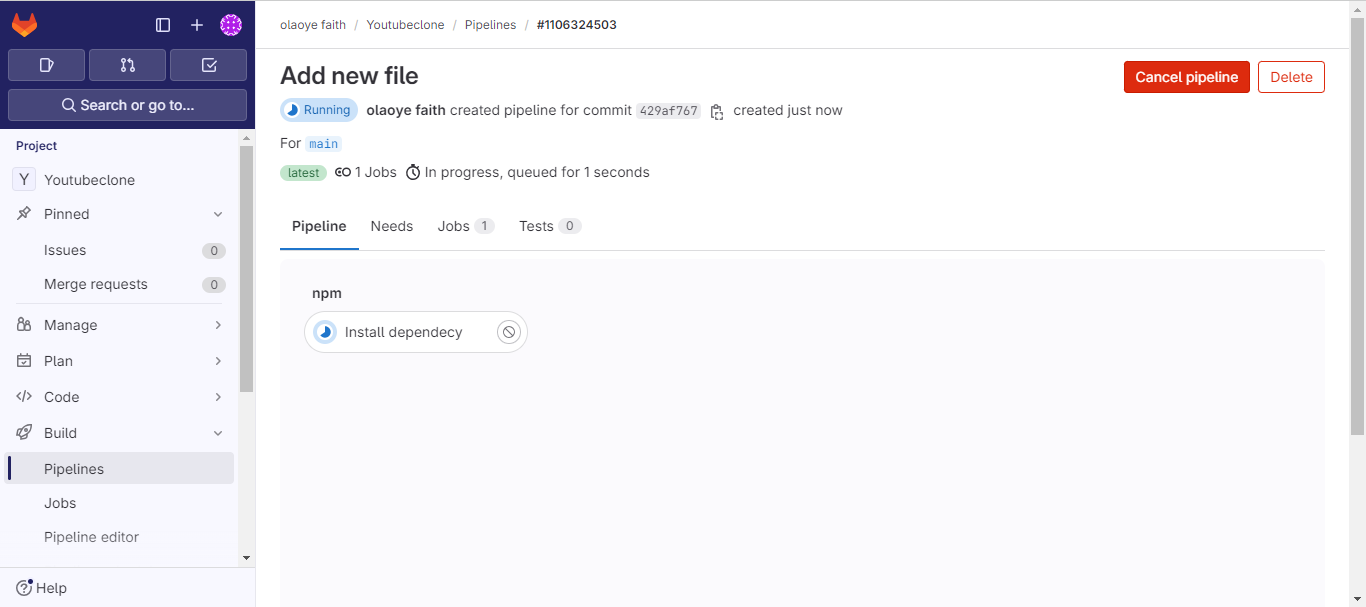 olaoye faith / Youtubeclone / Pipelines / #1106324503
Search or go to...
Project
Y Youtubeclone
Pinned
Issues 0
Merge requests 0
Manage
Plan
Code
Build
Pipelines
Jobs
Pipeline editor
Help
Add new file
Cancel pipeline Delete
Running olaoye faith created pipeline for commit 429af767 created just now
For main
latest 1 Jobs In progress, queued for 1 seconds
Pipeline Needs Jobs 1 Tests 0
npm
Install dependecy